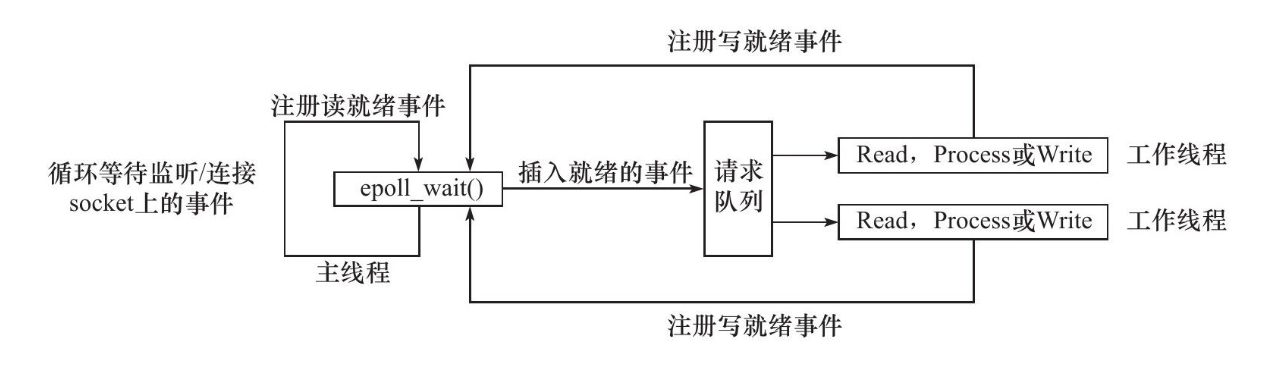 注册写就绪事件
注册读就绪事件
循环等待监听/连接
socket上的事件
epoll_wait()
插入就绪的事件
请求
队列
Read，Process或Write
工作线程
Read，Process或Write
工作线程
主线程
注册写就绪事件